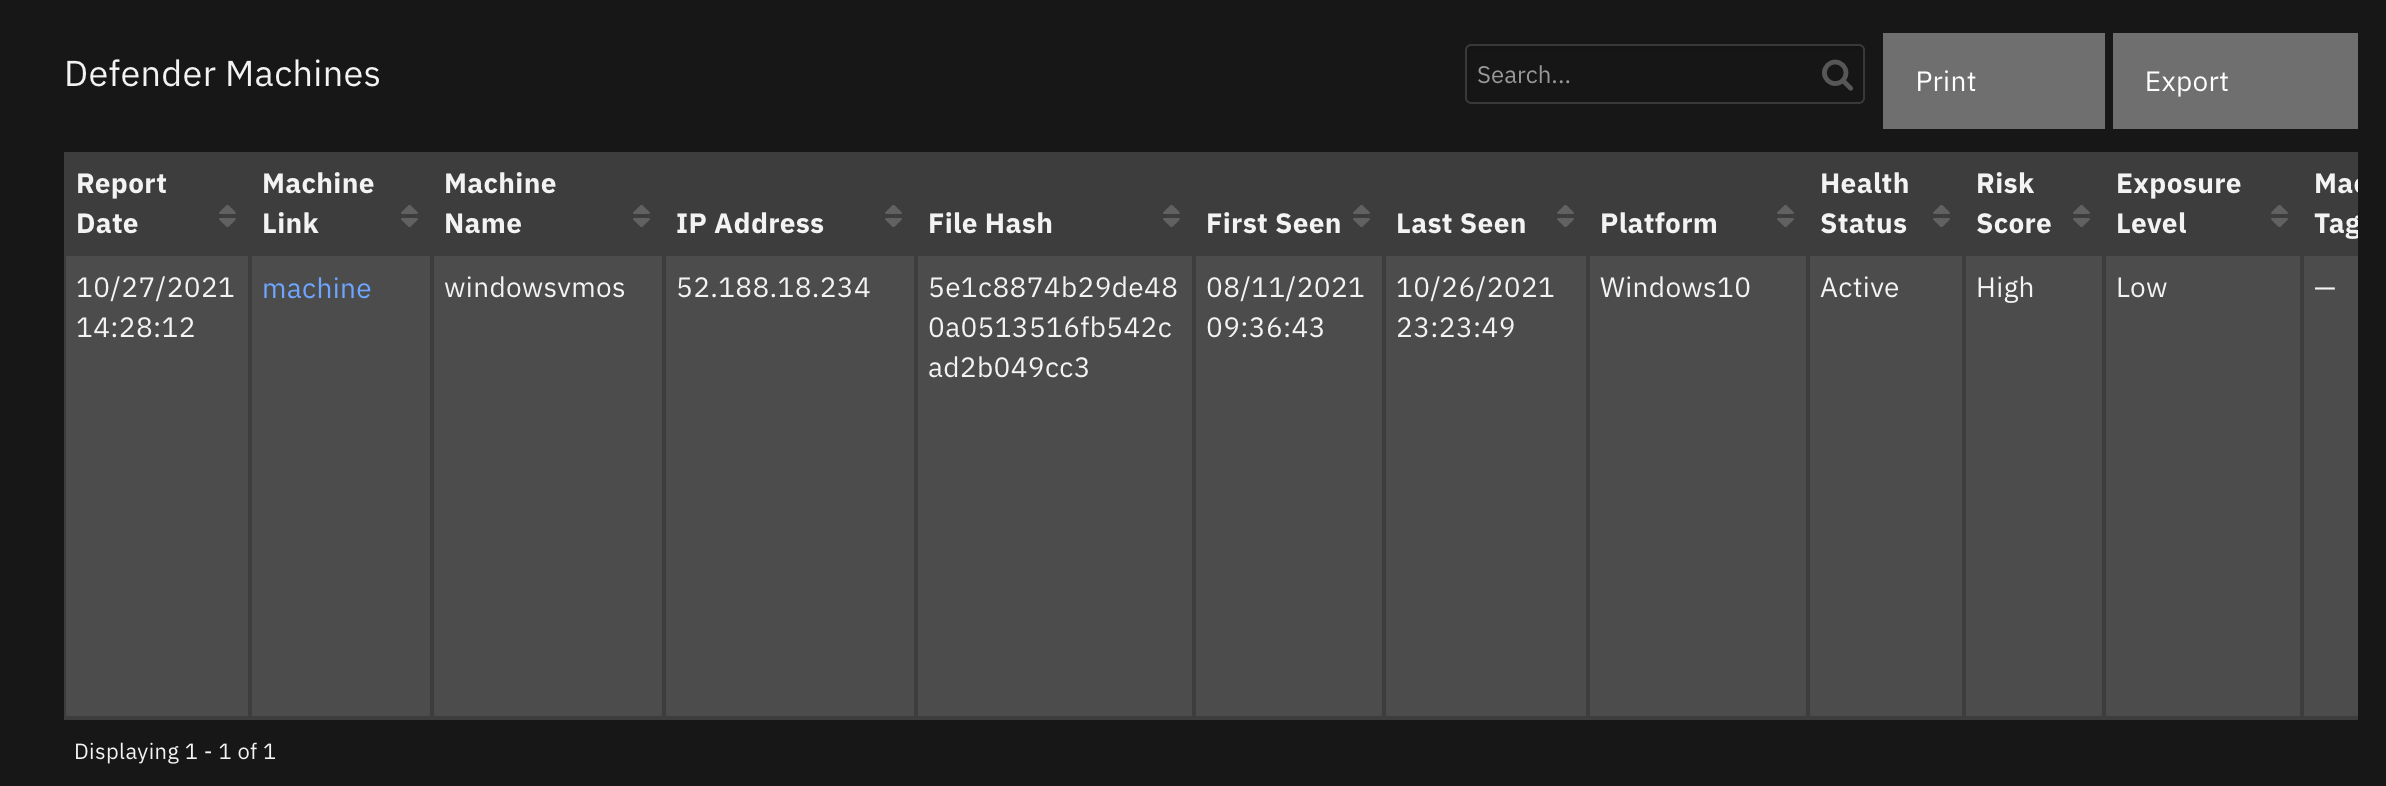 Defender Machines
Search...
Print
Export
Report Date
Machine Link
Machine Name
IP Address
File Hash
First Seen
Last Seen
Platform
Health Status
Risk Score
Exposure Level
Tag
10/27/2021
14:28:12
machine
windowsvmos
52.188.18.234
5e1c8874b29de48
0a0513516fb542c
ad2b049cc3
08/11/2021
09:36:43
10/26/2021
23:23:49
Windows10
Active
High
Low
—
Displaying 1 - 1 of 1